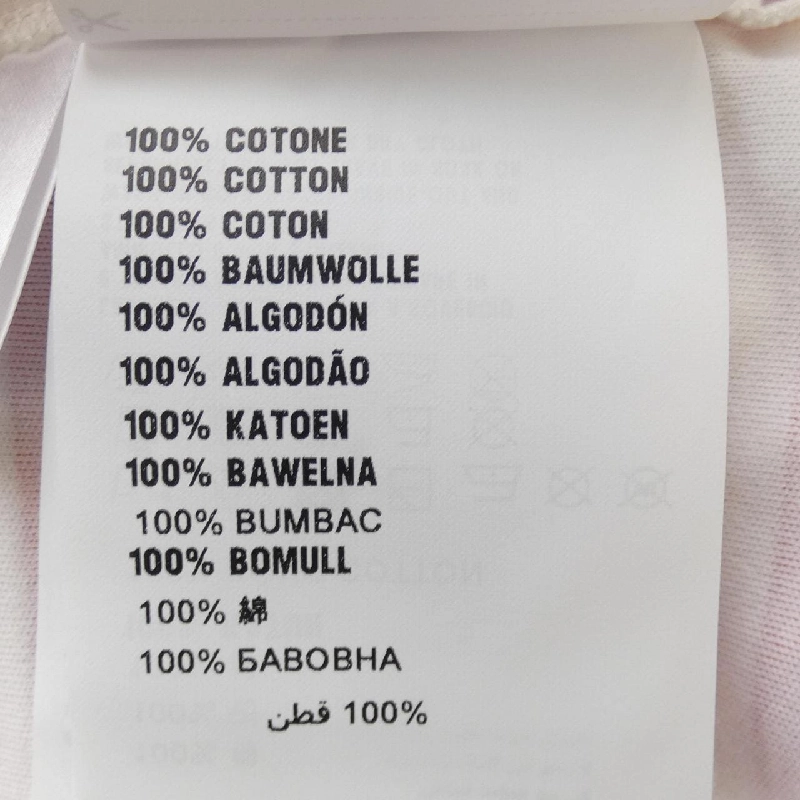 100% COTONE
100% COTTON
100% COTON
100% BAUMWOLLE
100% ALGODÓN
100% ALGODÃO
100% KATOEN
100% BAWELNA
100% BUMBAC
100% BOMULL
100% 綿
100% БАВОВНА
100% قطن